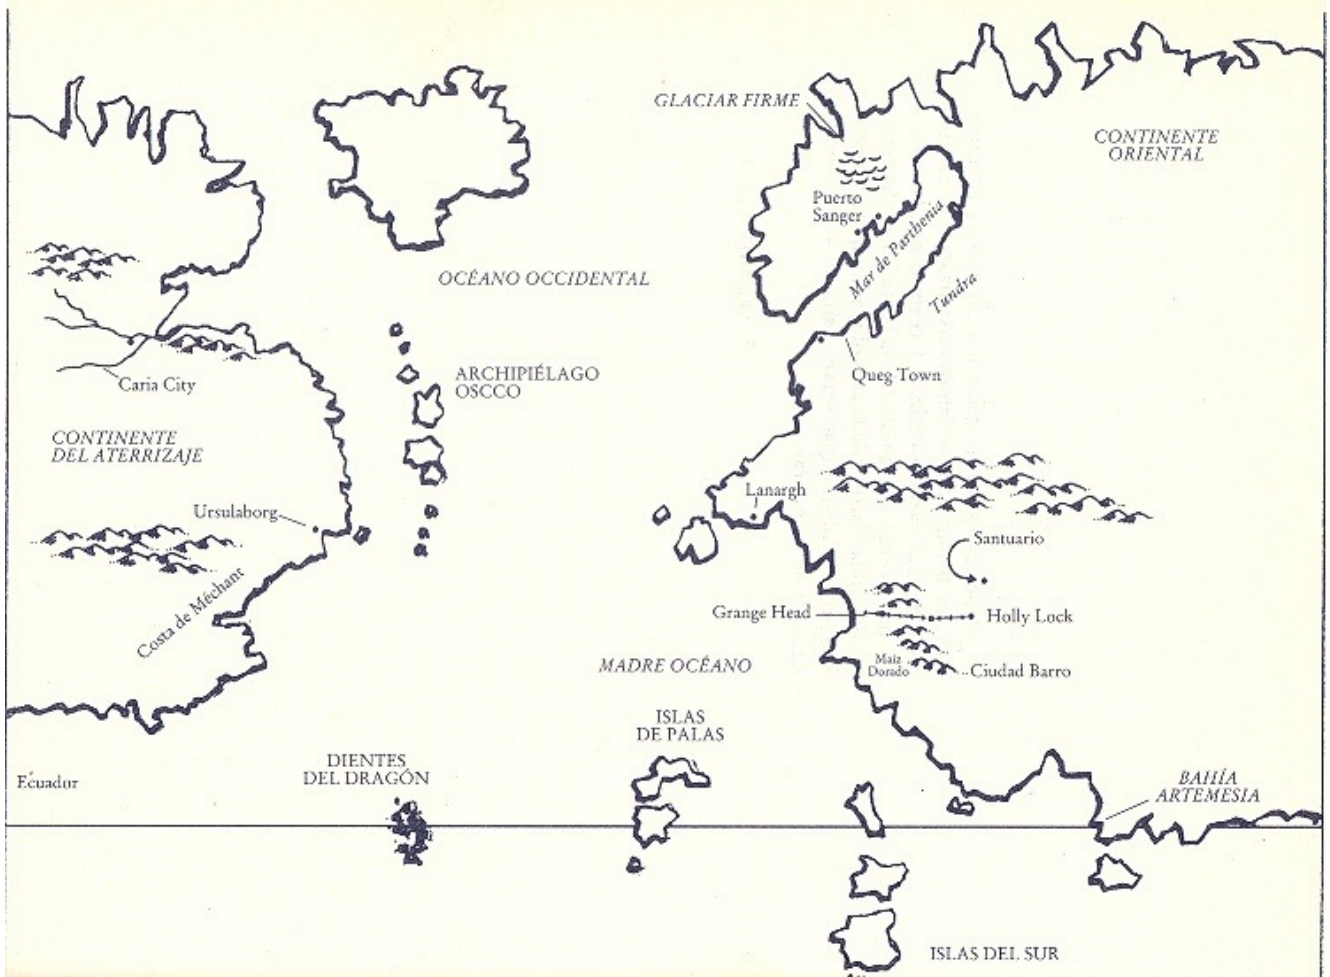 GLACIAR FIRME
CONTINENTE
ORIENTAL
Puerto
Sanger
Mar de Parthenia
OCÉANO OCCIDENTAL
Tundra
ARCHIPIÉLAGO
OSCCO
Queg Town
Caria City
CONTINENTE
DEL ATERRIZAJE
Lanargh
Ursulaborg
Santuario
Costa de Méchant
Grange Head
Holly Lock
MADRE OCÉANO
Maíz
Dorado
Ciudad Barro
ISLAS
DE PALAS
DIENTES
DEL DRAGÓN
Ecuador
BAHÍA
ARTEMESIA
ISLAS DEL SUR